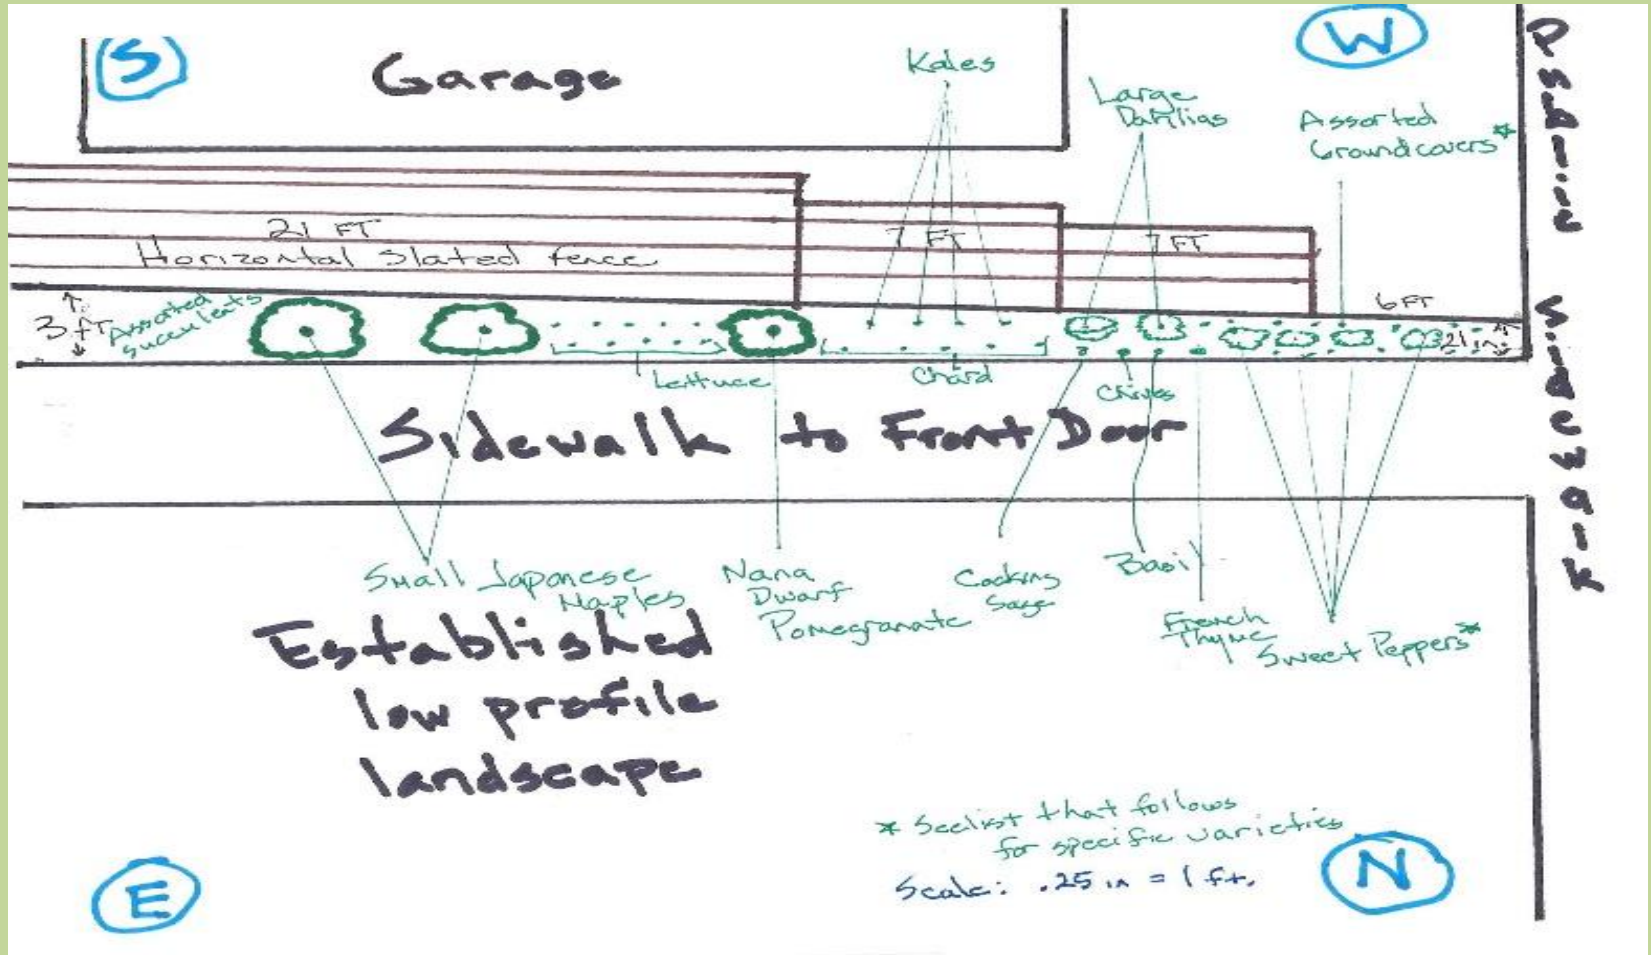 S
Garage
Kales
W
Large
Dahlias
Assorted
Groundcovers*
21 FT
Horizontal Slated fence
7 FT
7 FT
6 FT
3 ft
Assorted
succulents
21 in
Lettuce
Chard
Chives
Sidewalk to Front Door
Small Japanese
Maples
Nana
Dwarf
Pomegranate
Cooking
Sage
Basil
French
Thyme
Sweet Peppers*
Established
low profile
landscape
* See list that follows
for specific varieties
Scale: .25 in = 1 ft.
E
N